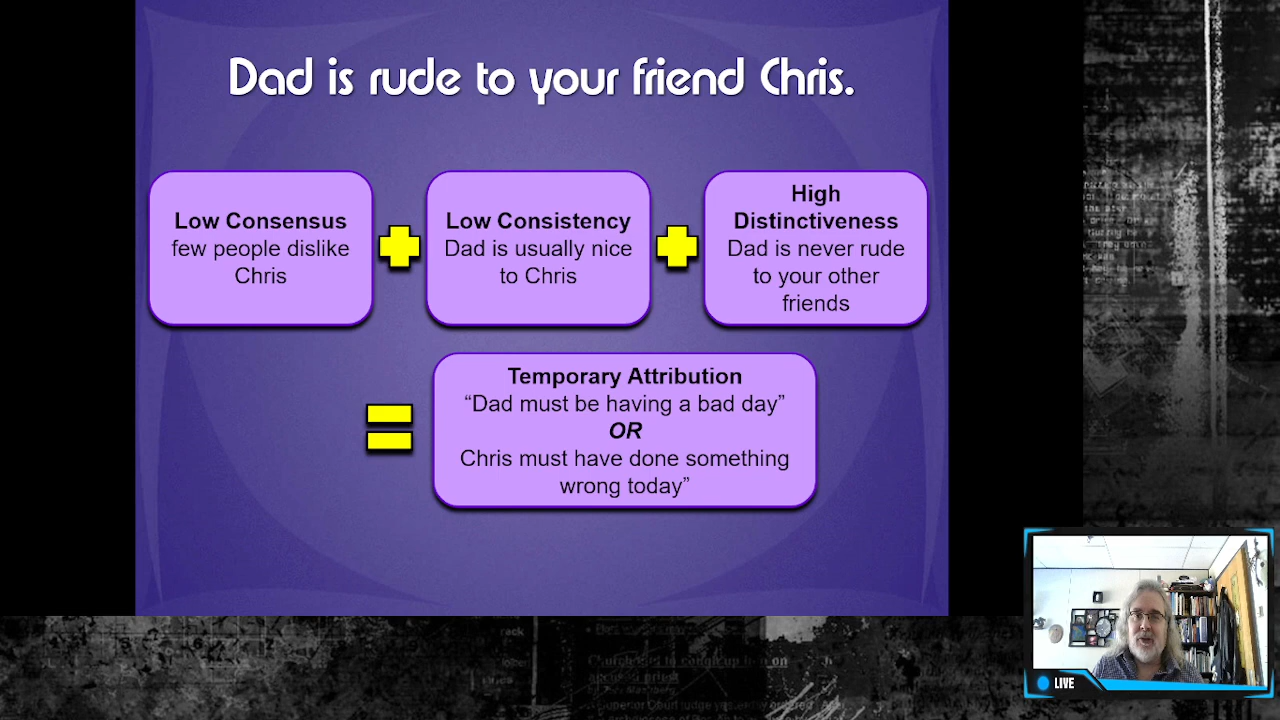 Dad is rude to your friend Chris.
Low Consensus
few people dislike
Chris
Low Consistency
Dad is usually nice
to Chris
High
Distinctiveness
Dad is never rude
to your other
friends
Temporary Attribution
“Dad must be having a bad day”
OR
Chris must have done something
wrong today”
rack
LIVE